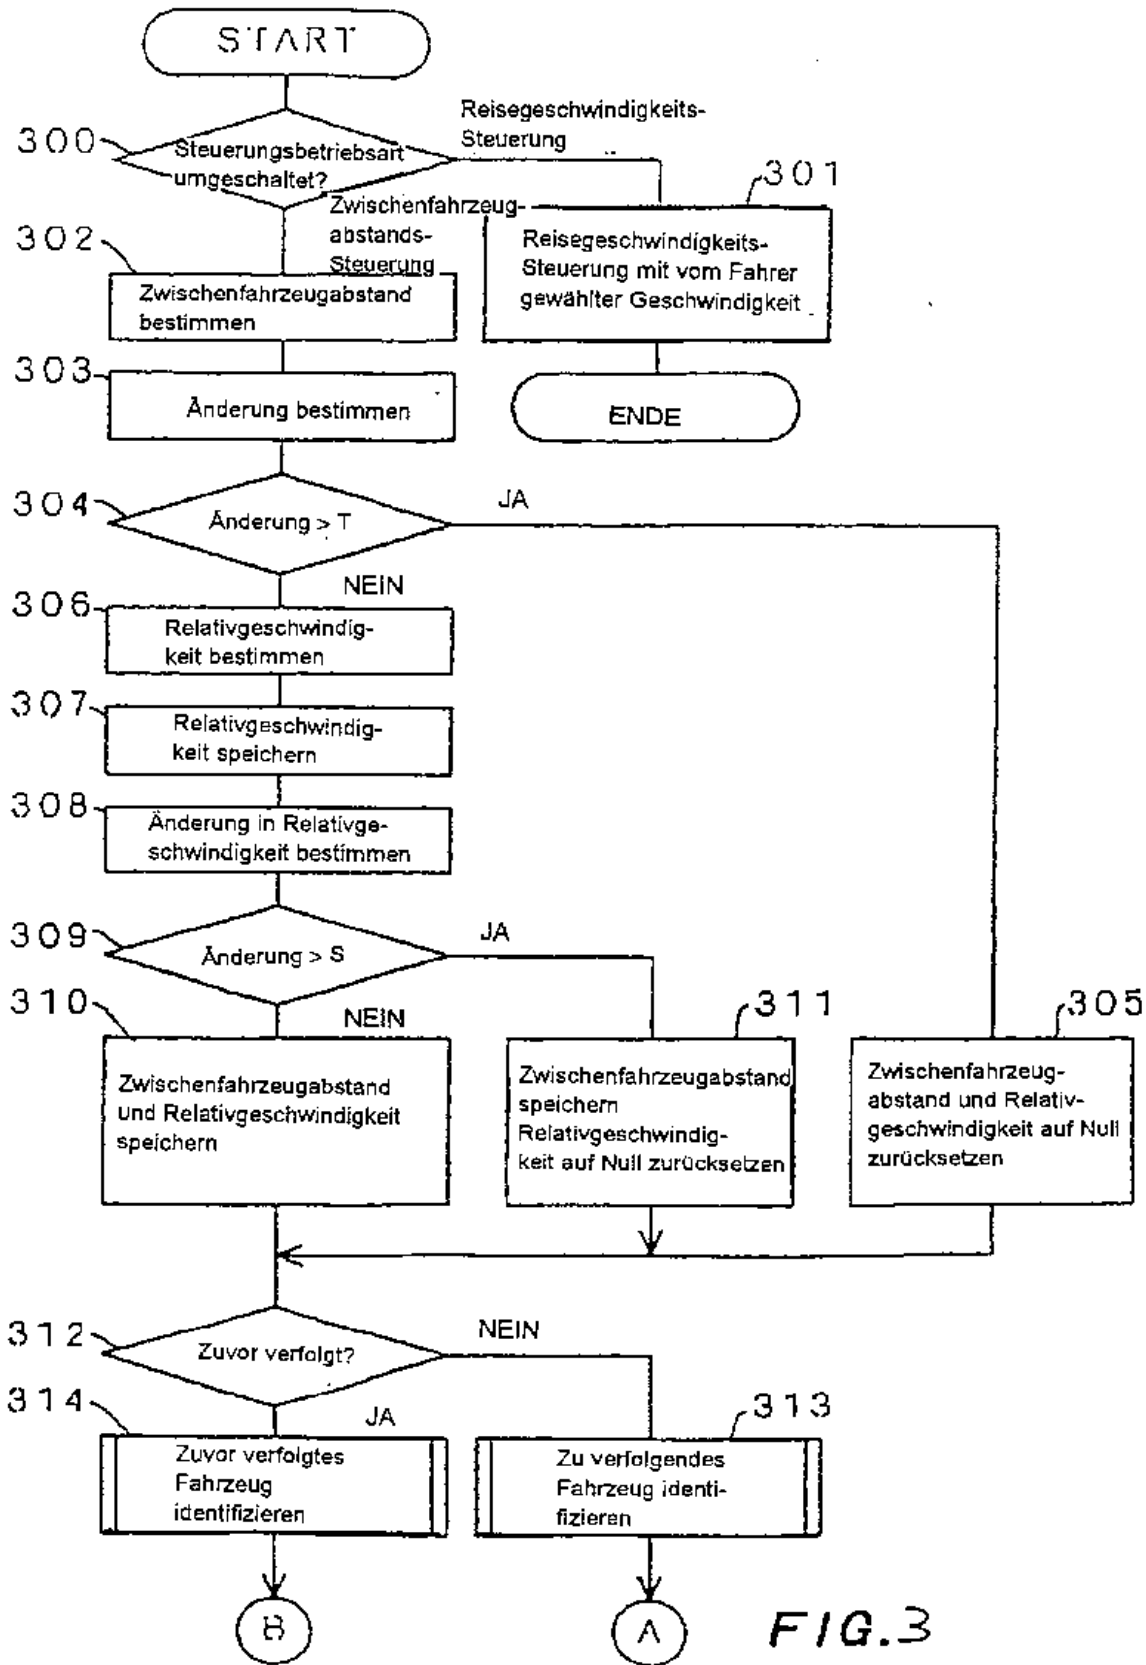 START
300
Steuerungsbetriebsart
umgeschaltet?
Reisegeschwindigkeits-
Steuerung
301
Reisegeschwindigkeits-
Steuerung mit vom Fahrer
gewählter Geschwindigkeit
ENDE
Zwischenfahrzeug-
abstands-
Steuerung
302
Zwischenfahrzeugabstand
bestimmen
303
Änderung bestimmen
304
Änderung > T
JA
NEIN
306
Relativgeschwindig-
keit bestimmen
307
Relativgeschwindig-
keit speichern
308
Änderung in Relativge-
schwindigkeit bestimmen
309
Änderung > S
JA
NEIN
310
Zwischenfahrzeugabstand
und Relativgeschwindigkeit
speichern
311
Zwischenfahrzeugabstand
speichern
Relativgeschwindig-
keit auf Null zurücksetzen
305
Zwischenfahrzeug-
abstand und Relativ-
geschwindigkeit auf Null
zurücksetzen
312
Zuvor verfolgt?
NEIN
JA
314
Zuvor verfolgtes
Fahrzeug
identifizieren
313
Zu verfolgendes
Fahrzeug identi-
fizieren
B
A
FIG.3